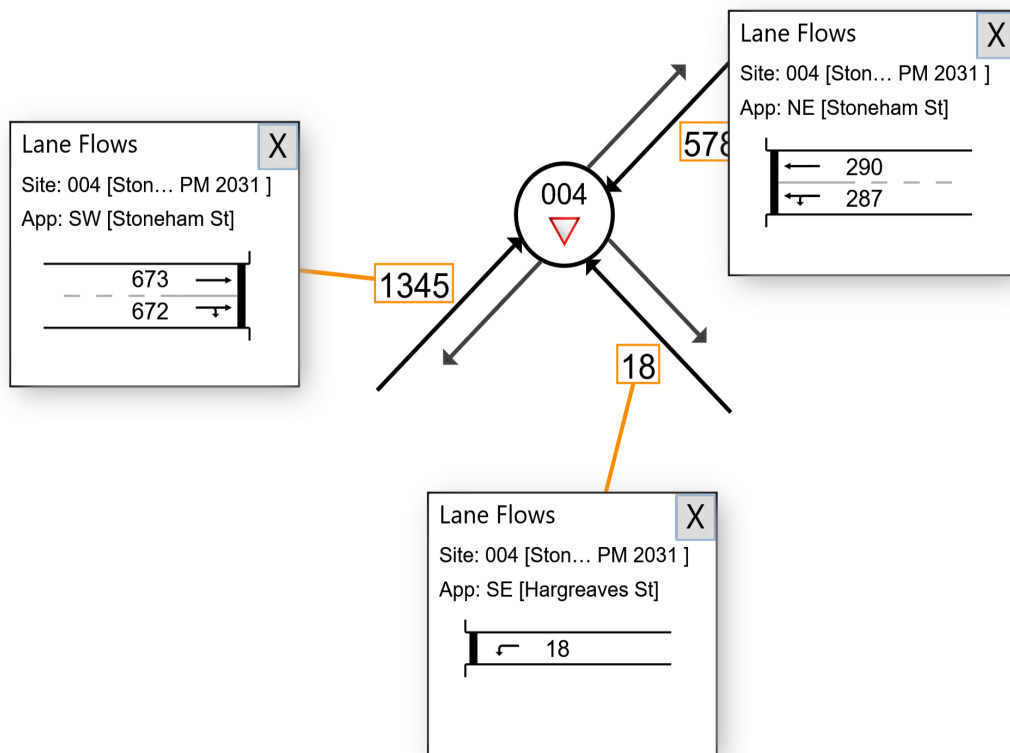 Lane Flows
X
Site: 004 [Ston... PM 2031 ]
App: NE [Stoneham St]
290
287
578
004
Lane Flows
X
Site: 004 [Ston... PM 2031 ]
App: SW [Stoneham St]
673
672
1345
18
Lane Flows
X
Site: 004 [Ston... PM 2031 ]
App: SE [Hargreaves St]
18